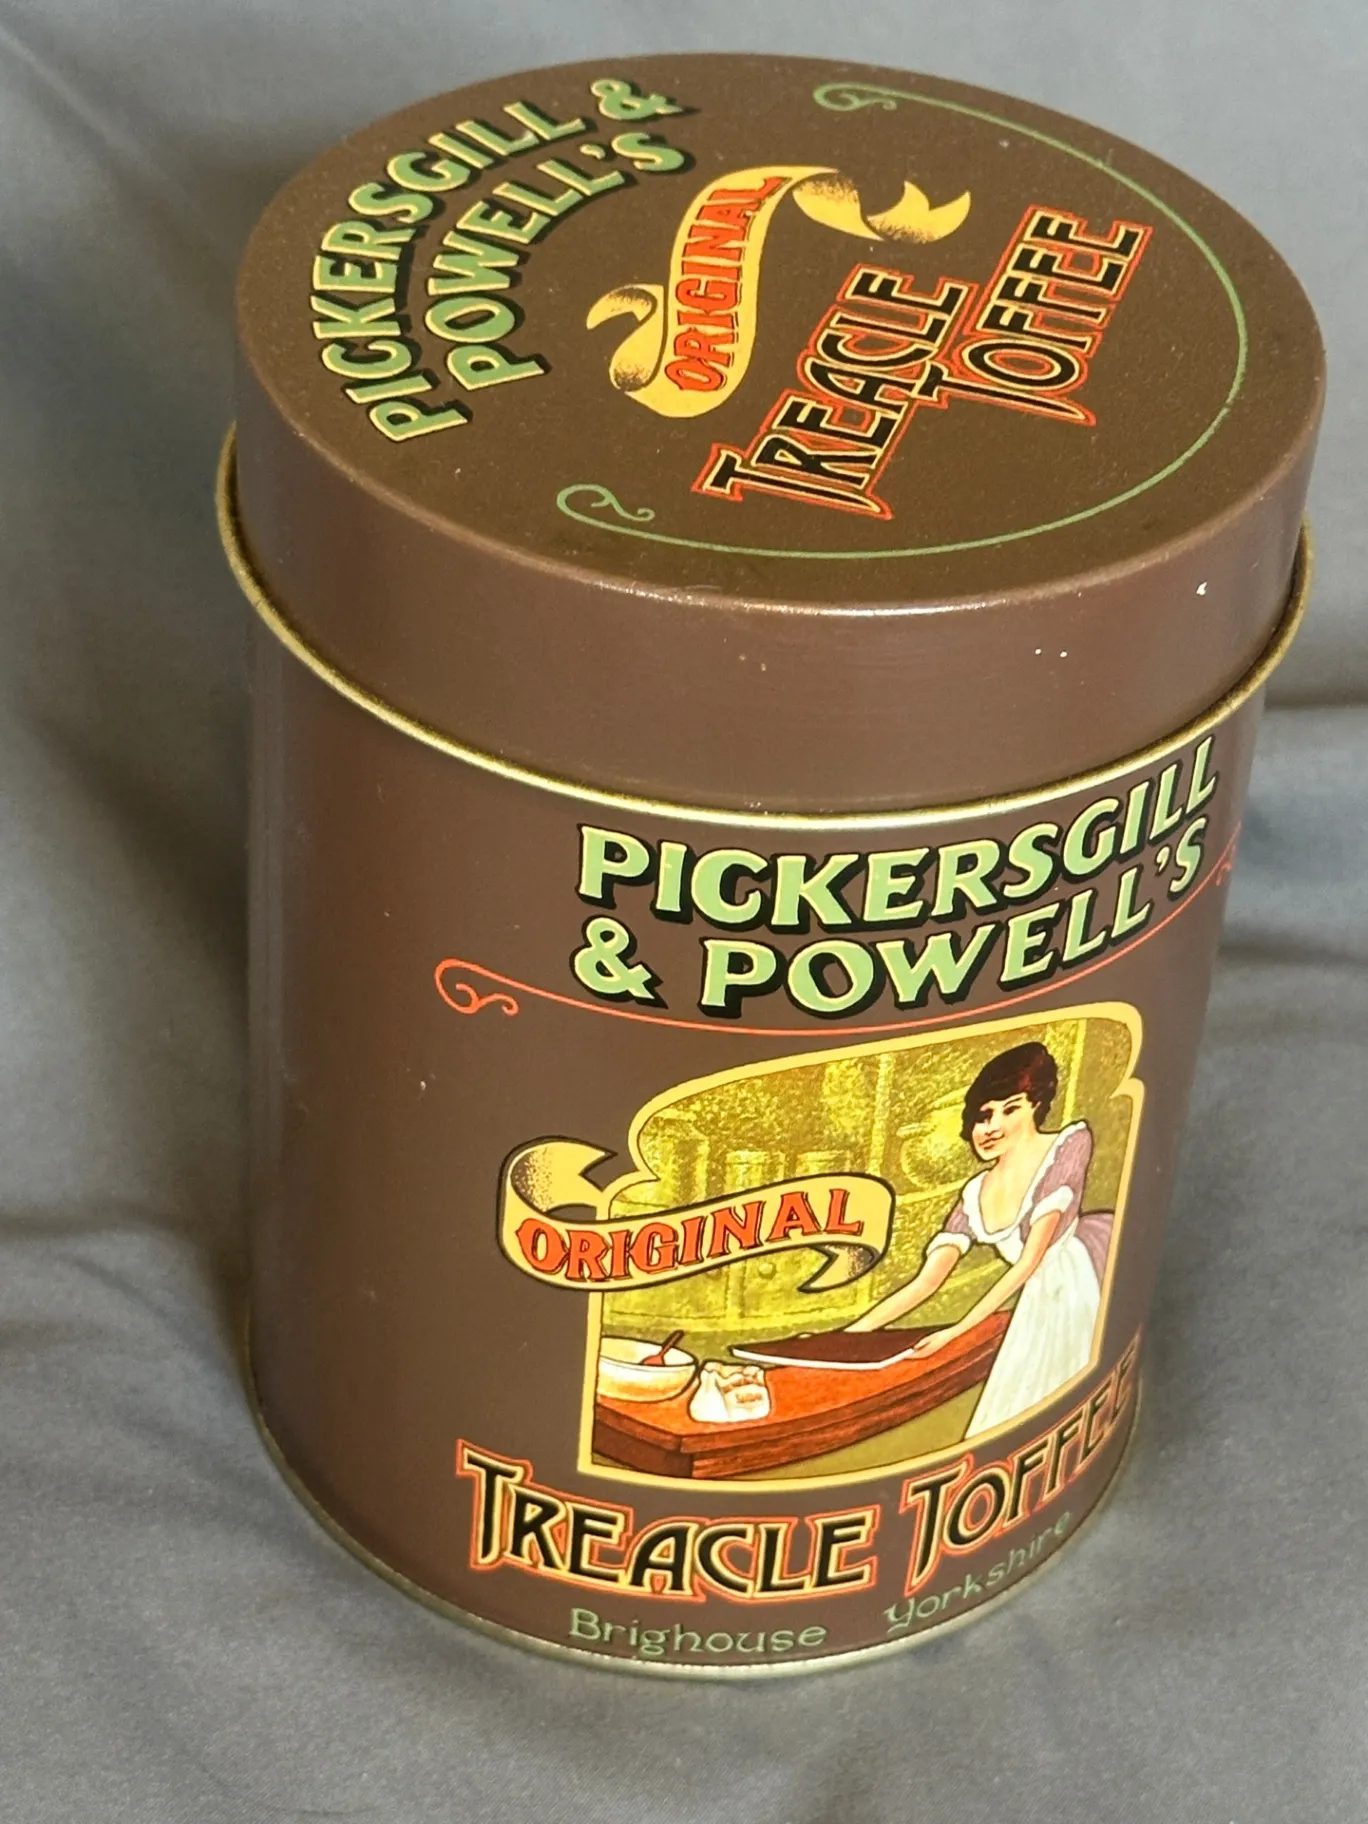 PICKERSGILL &
POWELL'S
ORIGINAL
TREACLE
TOFFEE
PICKERSGILL
& POWELL'S
ORIGINAL
TREACLE TOFFEE
Brighouse Yorkshire